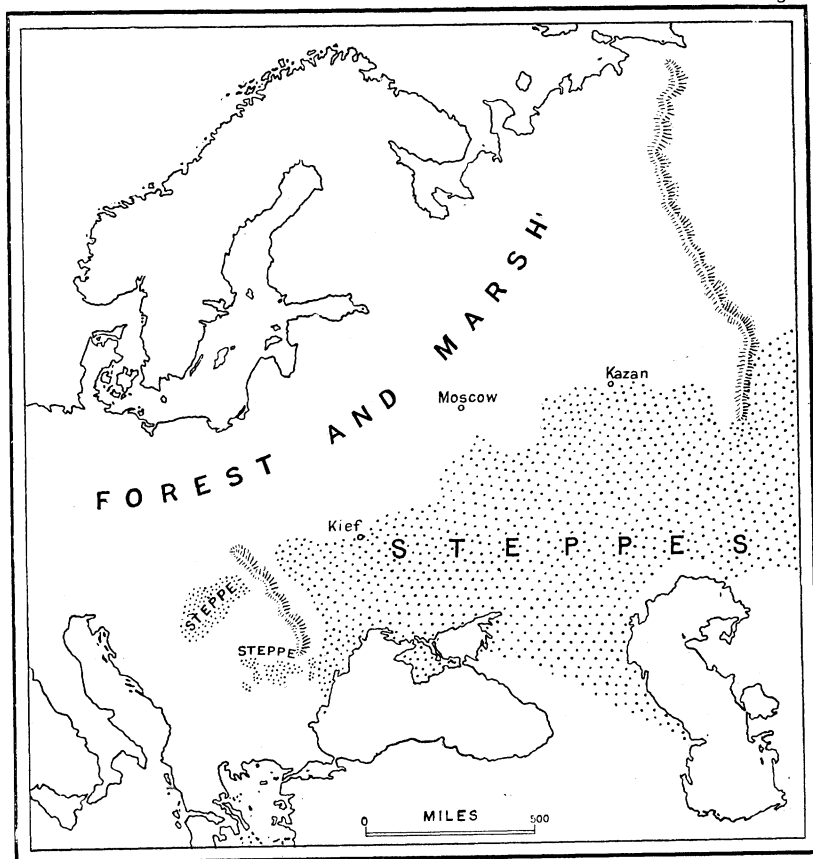 FOREST AND MARSH
Kazan
Moscow
Kief
STEPPES
STEPPE
STEPPE
0 MILES 500